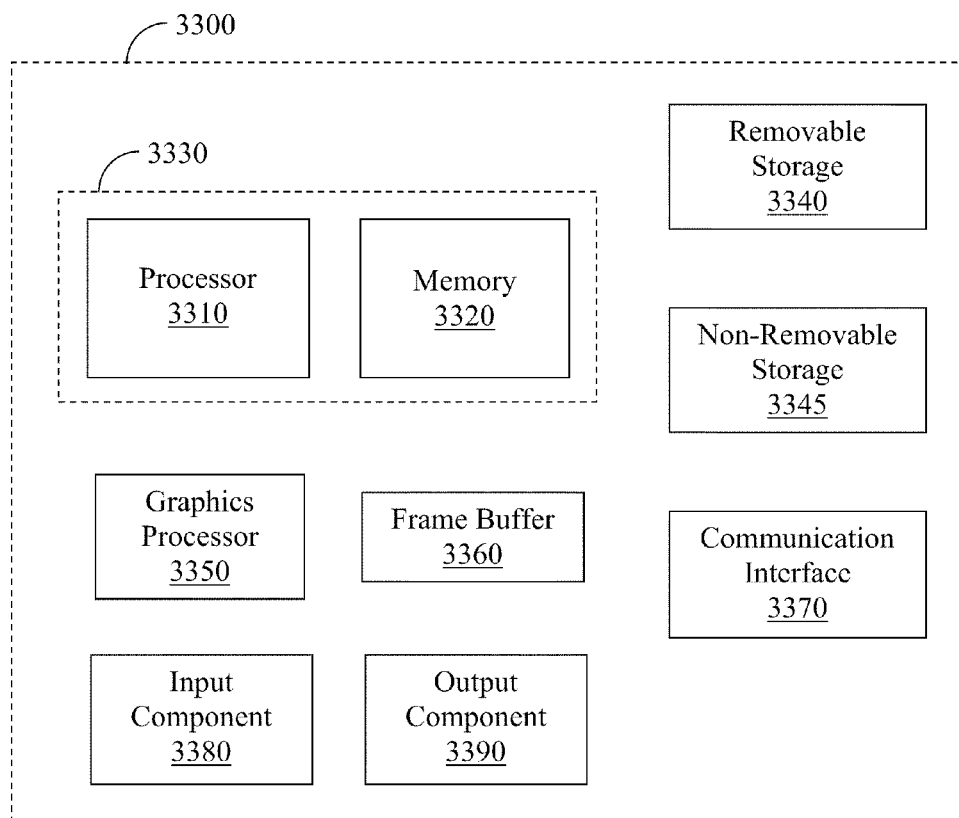 3300
3330
Processor
3310
Memory
3320
Removable
Storage
3340
Non-Removable
Storage
3345
Graphics
Processor
3350
Frame Buffer
3360
Communication
Interface
3370
Input
Component
3380
Output
Component
3390